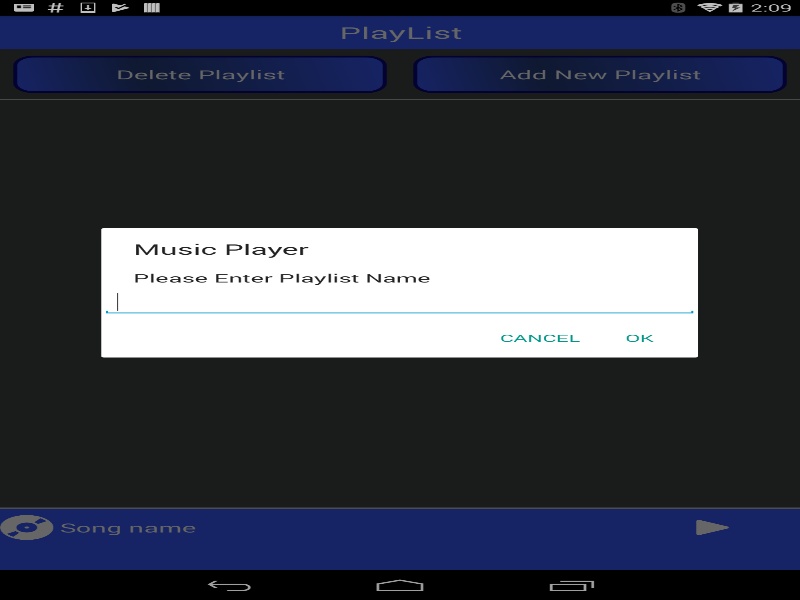 2:09
PlayList
Delete Playlist
Add New Playlist
Music Player
Please Enter Playlist Name
CANCEL
OK
Song name